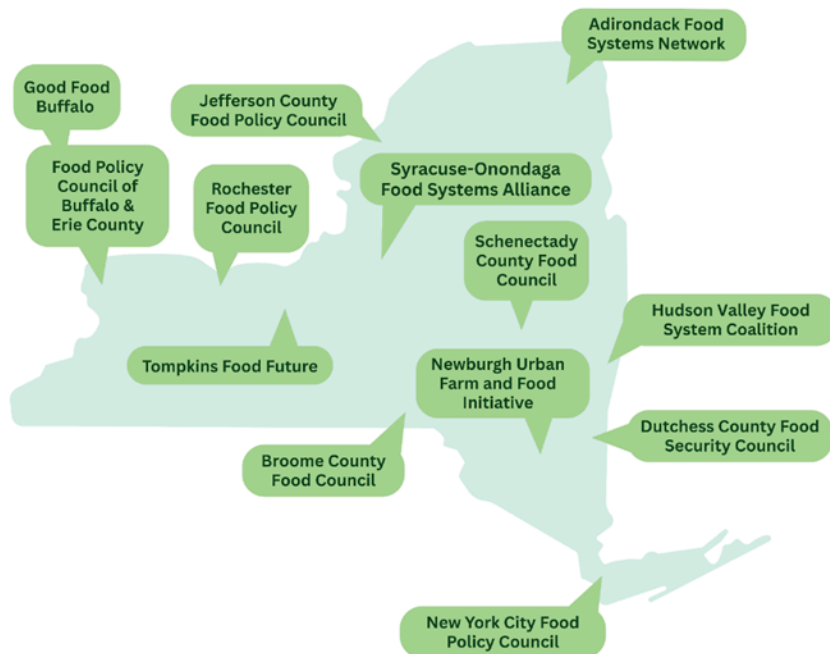 Adirondack Food
Systems Network
Good Food
Buffalo
Jefferson County
Food Policy Council
Food Policy
Council of
Buffalo &
Erie County
Rochester
Food Policy
Council
Syracuse-Onondaga
Food Systems Alliance
Schenectady
County Food
Council
Hudson Valley Food
System Coalition
Tompkins Food Future
Newburgh Urban
Farm and Food
Initiative
Dutchess County Food
Security Council
Broome County
Food Council
New York City Food
Policy Council